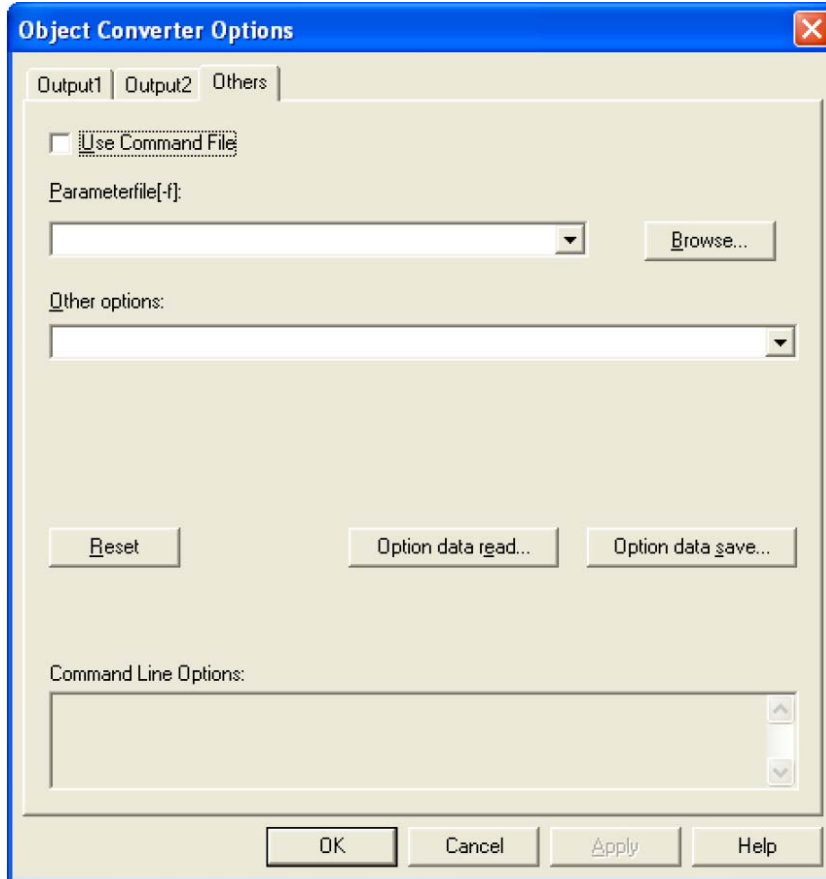 Object Converter Options
Output1 Output2 Others
Use Command File
Parameterfile[-f]:
Browse...
Other options:
Reset Option data read... Option data save...
Command Line Options:
OK Cancel Apply Help